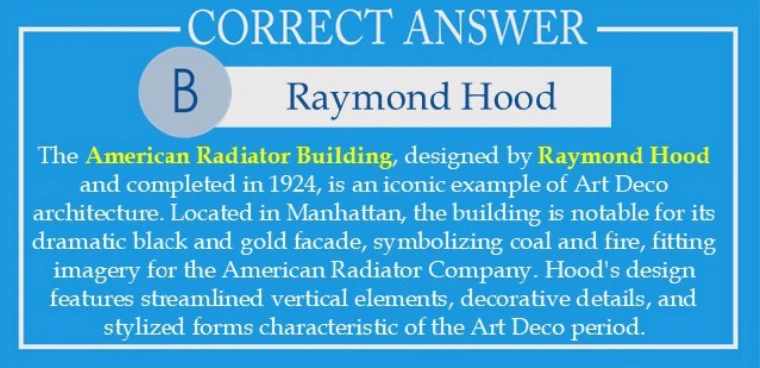 CORRECT ANSWER
B Raymond Hood
The American Radiator Building, designed by Raymond Hood
and completed in 1924, is an iconic example of Art Deco
architecture. Located in Manhattan, the building is notable for its
dramatic black and gold facade, symbolizing coal and fire, fitting
imagery for the American Radiator Company. Hood's design
features streamlined vertical elements, decorative details, and
stylized forms characteristic of the Art Deco period.